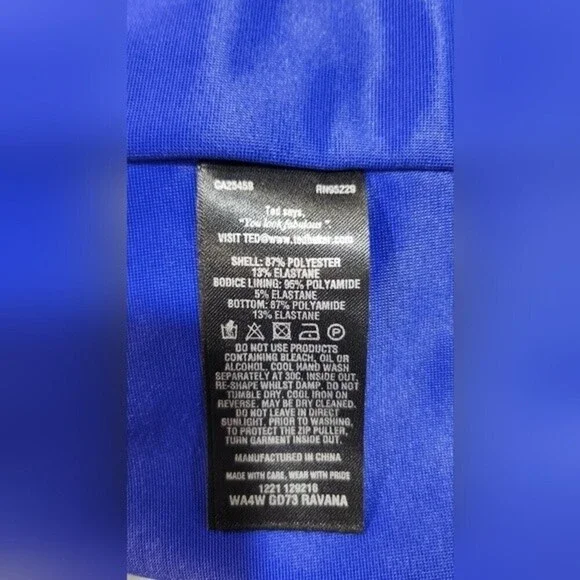 CA25459 RN95229
Ted says,
"You look fabulous".
VISIT TED@www.tedbaker.com
SHELL: 87% POLYESTER
13% ELASTANE
BODICE LINING: 95% POLYAMIDE
5% ELASTANE
BOTTOM: 87% POLYAMIDE
13% ELASTANE
P
DO NOT USE PRODUCTS
CONTAINING BLEACH, OIL OR
ALCOHOL. COOL HAND WASH
SEPARATELY AT 30C. INSIDE OUT.
RE-SHAPE WHILST DAMP. DO NOT
TUMBLE DRY. COOL IRON ON
REVERSE. MAY BE DRY CLEANED.
DO NOT LEAVE IN DIRECT
SUNLIGHT. PRIOR TO WASHING,
TO PROTECT THE ZIP PULLER,
TURN GARMENT INSIDE OUT.
MANUFACTURED IN CHINA
MADE WITH CARE, WEAR WITH PRIDE
1221 129218
WA4W GD73 RAVANA